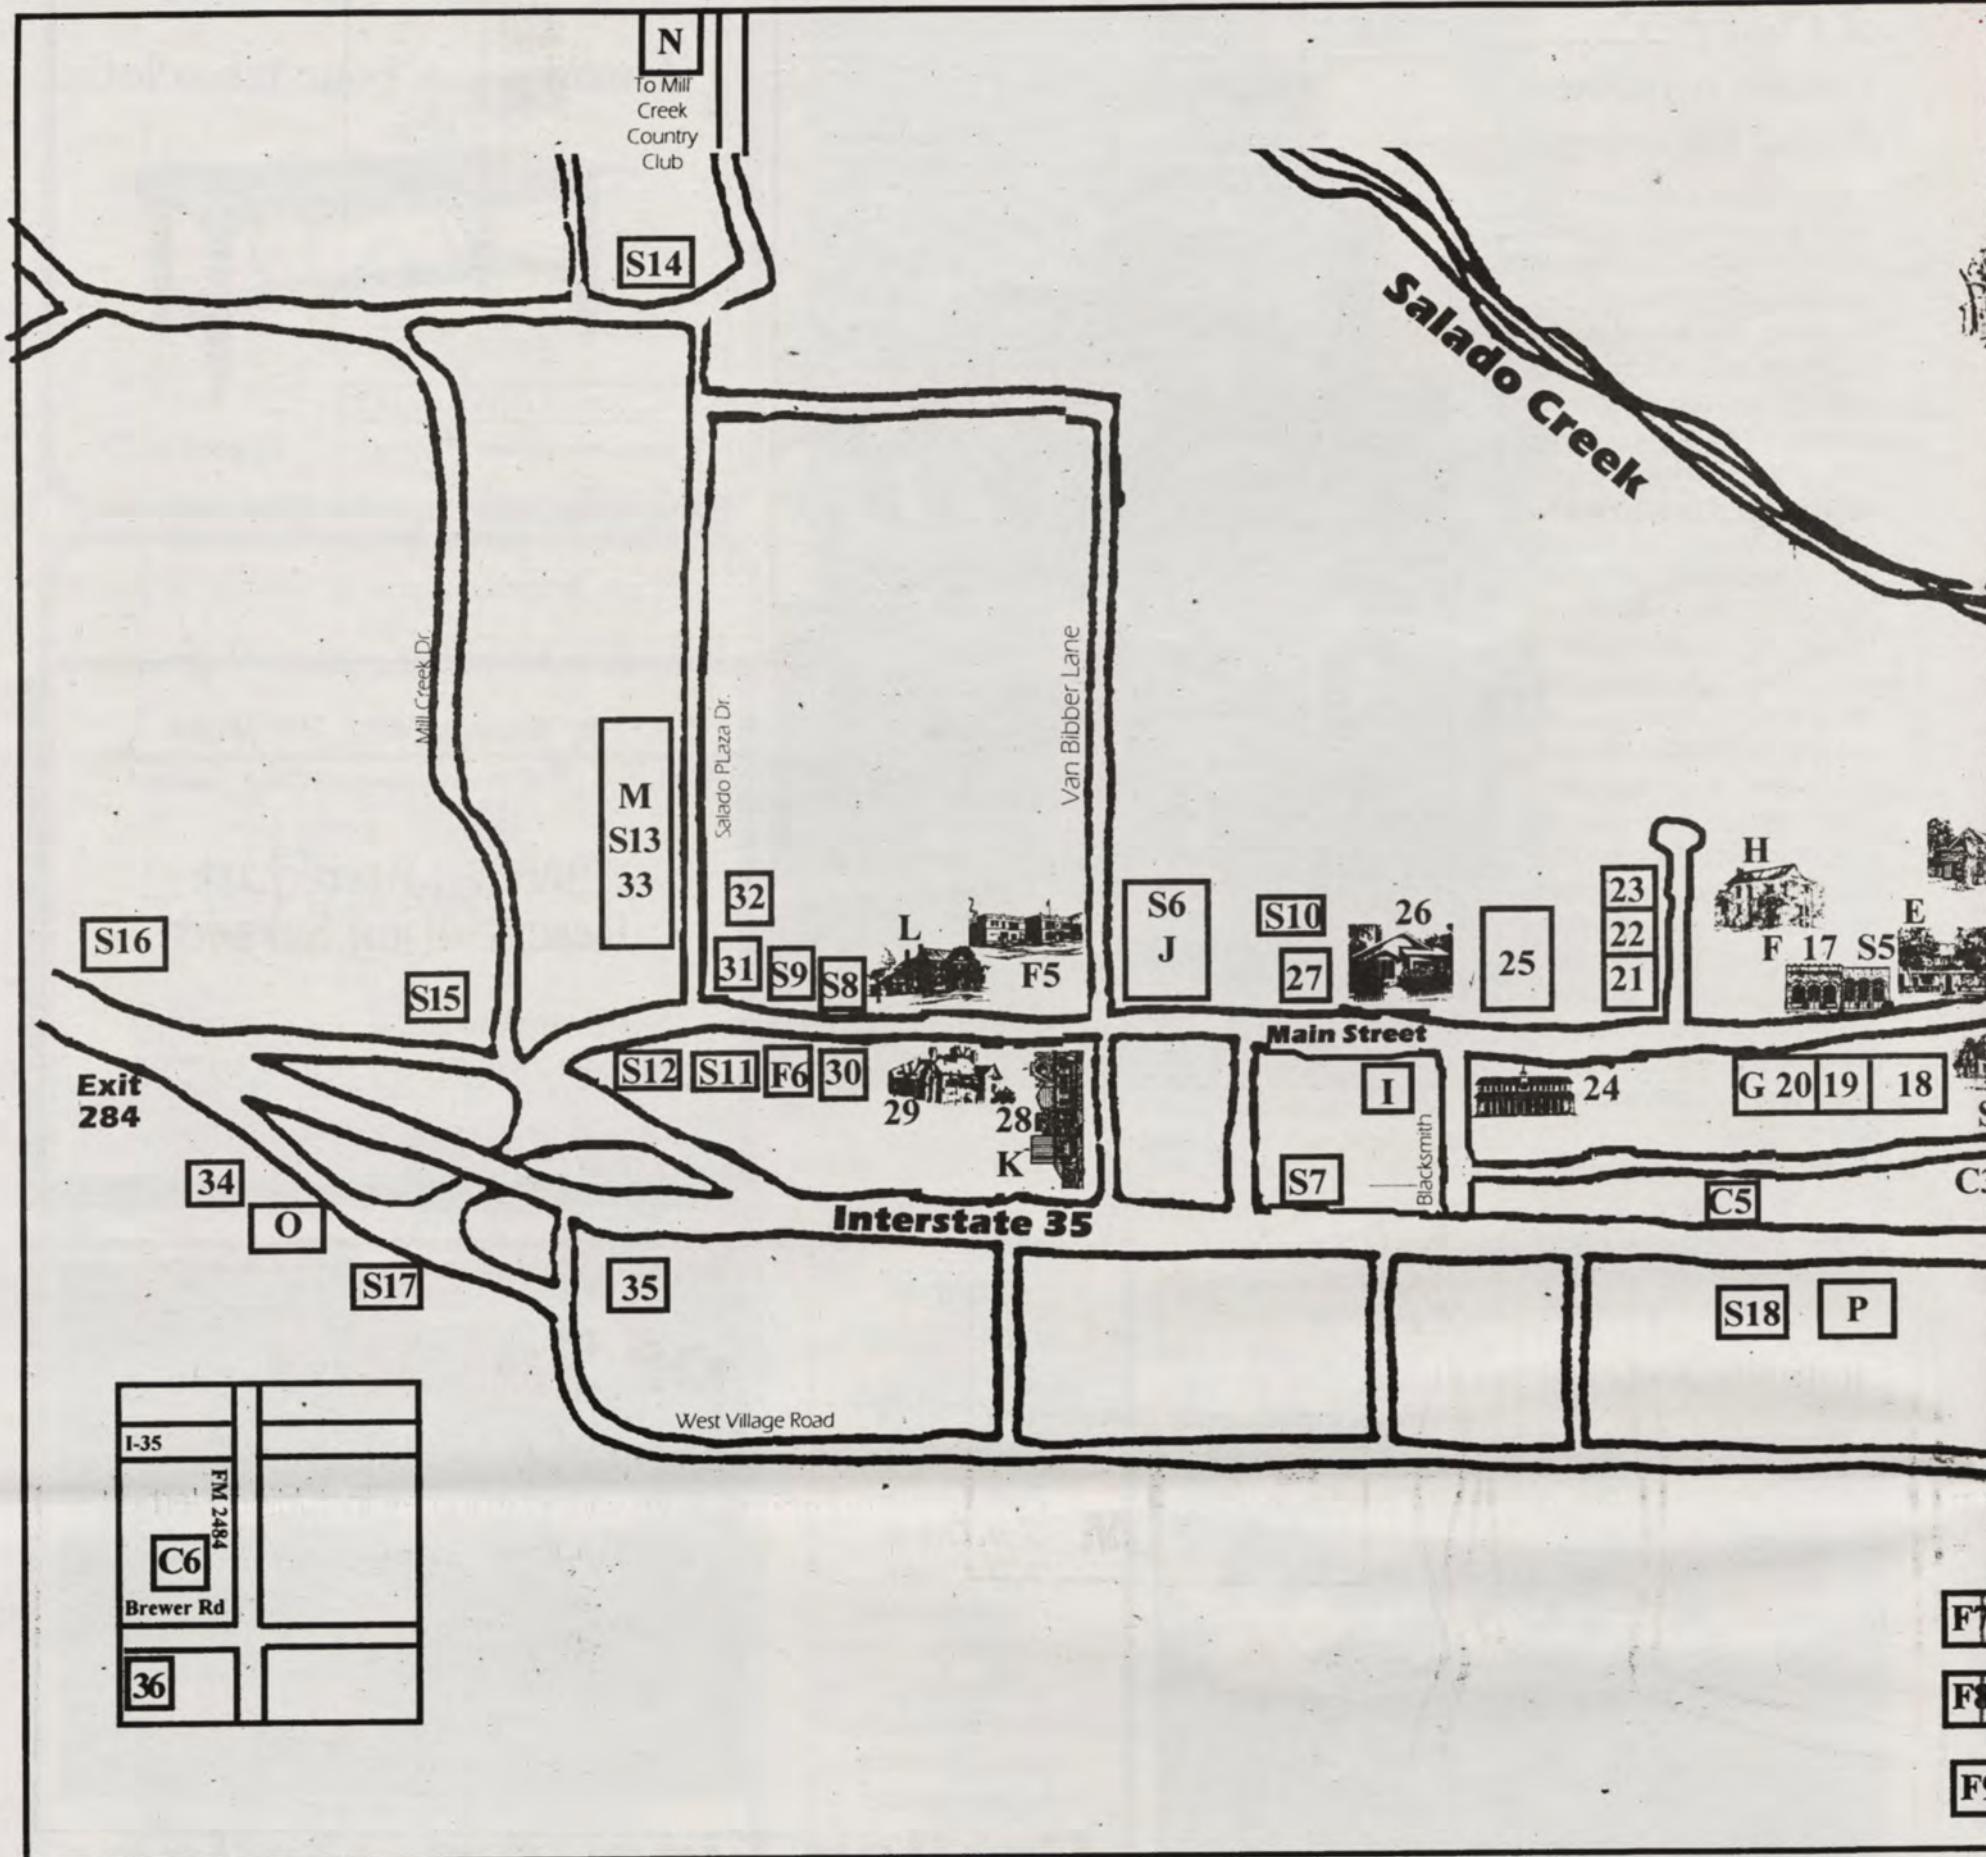 N
To Mill
Creek
Country
Club
S14
Salado Creek
Mill Creek Dr.
Salado PLaza Dr.
Van Bibber Lane
M
S13
33
32
31
S9
S8
L
F5
S6
J
S10
27
26
25
23
22
21
H
F 17 S5
E
S16
S15
Main Street
Exit
284
S12
S11
F6
30
29
28
K
I
Blacksmith
S7
24
G 20
19
18
C5
34
O
S17
Interstate 35
35
S18
P
West Village Road
I-35
FM 2484
C6
Brewer Rd
36